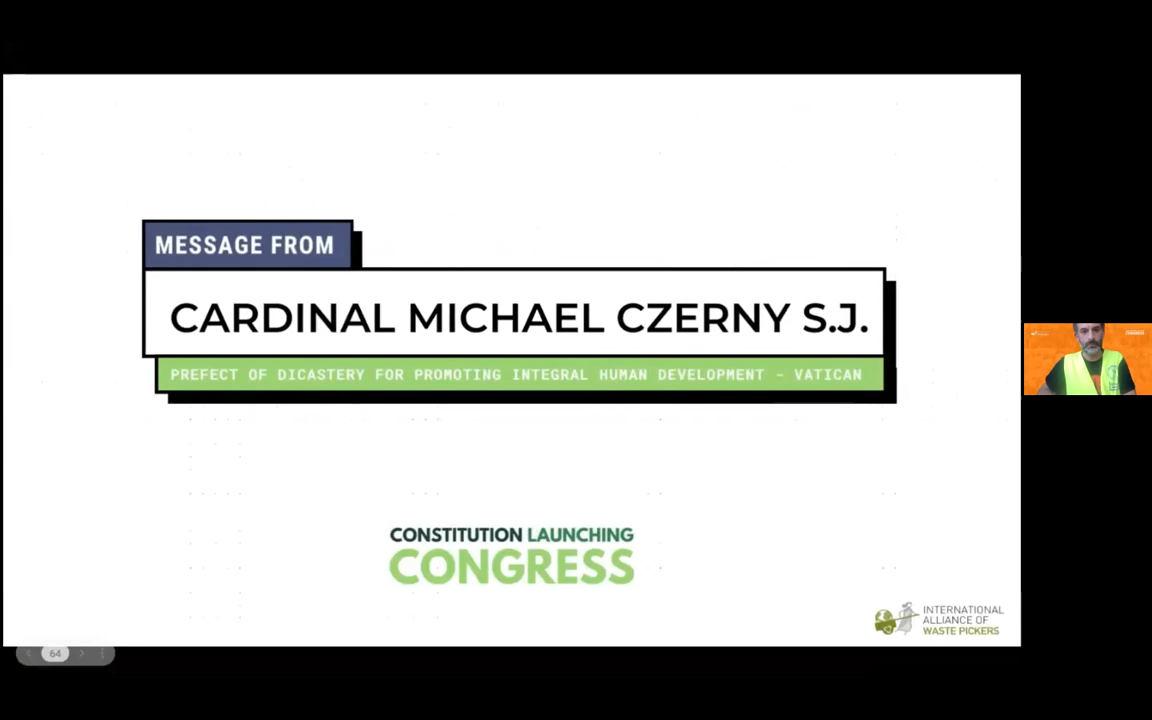 MESSAGE FROM
CARDINAL MICHAEL CZERNY S.J.
PREFECT OF DICASTERY FOR PROMOTING INTEGRAL HUMAN DEVELOPMENT - VATICAN
CONSTITUTION LAUNCHING
CONGRESS
INTERNATIONAL
ALLIANCE OF
WASTE PICKERS
64
CONGRESS